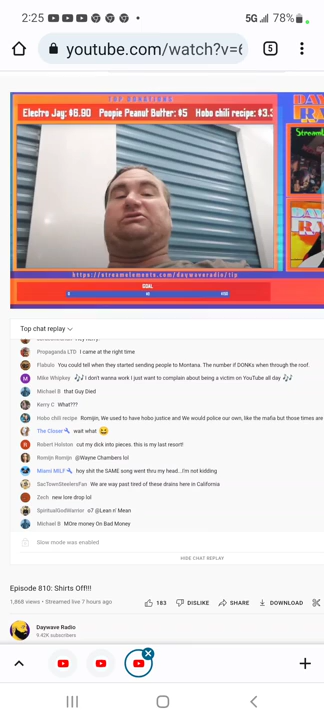 2:25
5G 78%
youtube.com/watch?v=6
5
TOP DONATIONS
Electro Jay: $6.90 Poopie Peanut Butter: $5 Hobo chili recipe: $3.3
https://streamelements.com/daywaveradio/tip
GOAL
Top chat replay
Propaganda LTD I came at the right time
Flabulo You could tell when they started sending people to Montana. The number if DONKs when through the roof.
Mike Whipkey 🎶 I don't wanna work I just want to complain about being a victim on YouTube all day 🎶
Michael B that Guy Died
Kerry C What???
Hobo chili recipe Romijn, We used to have hobo justice and We would police our own, like the mafia but those times are
The Closer wait what 😆
Robert Holston cut my dick into pieces. this is my last resort!
Romijn Romijn @Wayne Chambers lol
Miami MILF hoy shit the SAME song went thru my head...I'm not kidding
SacTownSteelersFan We are way past tired of these drains here in California
Zech new lore drop lol
SpiritualGodWarrior o7 @Lean n' Mean
Michael B MOre money On Bad Money
Slow mode was enabled
HIDE CHAT REPLAY
Episode 810: Shirts Off!!!
1,868 views • Streamed live 7 hours ago
183 DISLIKE SHARE DOWNLOAD
Daywave Radio
9.42K subscribers